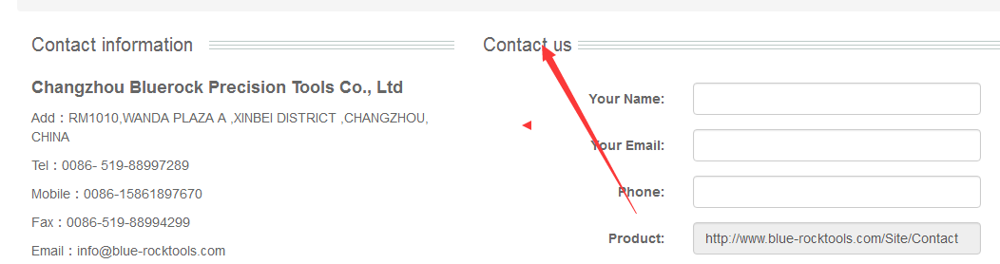 Contact information
Contact us
Changzhou Bluerock Precision Tools Co., Ltd
Add：RM1010,WANDA PLAZA A ,XINBEI DISTRICT ,CHANGZHOU,
CHINA
Tel：0086- 519-88997289
Mobile：0086-15861897670
Fax：0086-519-88994299
Email：info@blue-rocktools.com
Your Name:
Your Email:
Phone:
Product:
http://www.blue-rocktools.com/Site/Contact